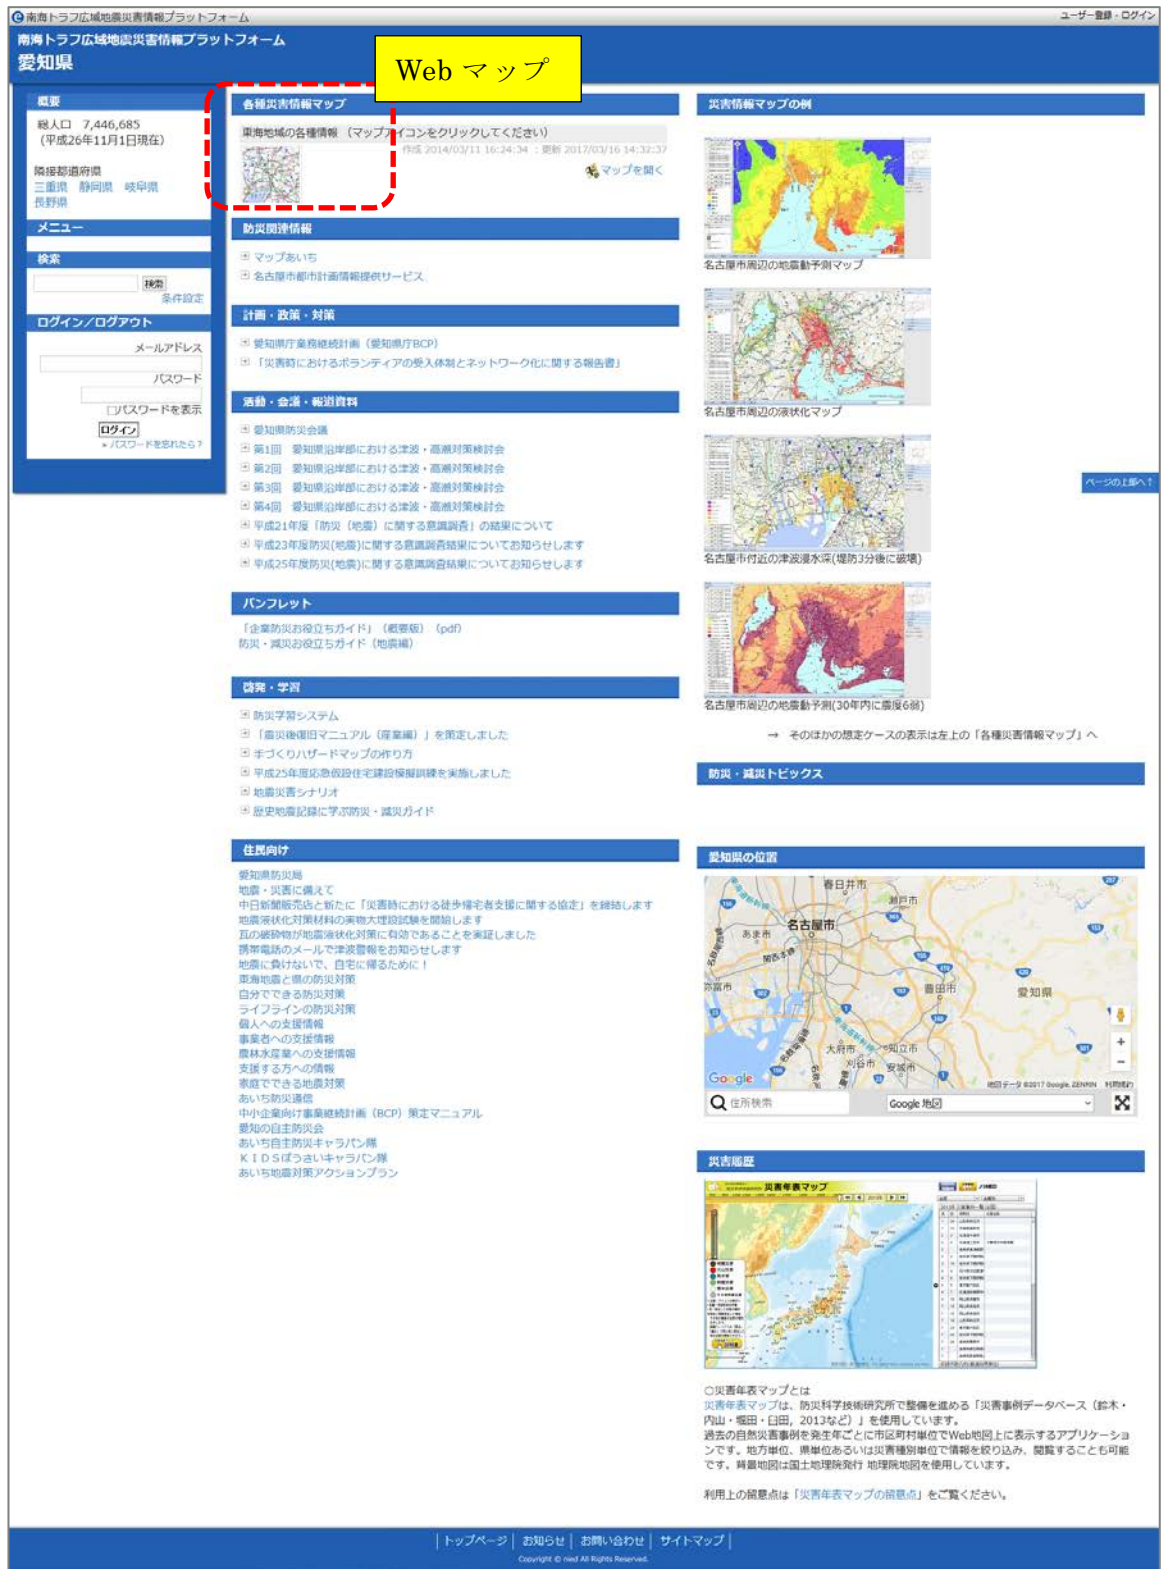 南海トラフ広域地震災害情報プラットフォーム
ユーザー登録・ログイン
南海トラフ広域地震災害情報プラットフォーム
愛知県
Web マップ
概要
総人口 7,446,685
(平成26年11月1日現在)
隣接都道府県
三重県 静岡県 岐阜県
長野県
メニュー
検索
検索
条件設定
ログイン/ログアウト
メールアドレス
パスワード
□パスワードを表示
ログイン
パスワードを忘れたら?
各種災害情報マップ
東海地域の各種情報 (マップアイコンをクリックしてください)
作成 2014/03/11 16:24:34 : 更新 2017/03/16 14:32:37
マップを開く
防災関連情報
マップあいち
名古屋市都市計画情報提供サービス
計画・政策・対策
愛知県庁業務継続計画(愛知県庁BCP)
「災害時におけるボランティアの受入体制とネットワーク化に関する報告書」
活動・会議・報道資料
愛知県防災会議
第1回 愛知県沿岸部における津波・高潮対策検討会
第2回 愛知県沿岸部における津波・高潮対策検討会
第3回 愛知県沿岸部における津波・高潮対策検討会
第4回 愛知県沿岸部における津波・高潮対策検討会
平成21年度「防災(地震)に関する意識調査」の結果について
平成23年度防災(地震)に関する意識調査結果についてお知らせします
平成25年度防災(地震)に関する意識調査結果についてお知らせします
パンフレット
「企業防災お役立ちガイド」(概要版)(pdf)
防災・減災お役立ちガイド(地震編)
啓発・学習
防災学習システム
「震災後復旧マニュアル(産業編)」を策定しました
手づくりハザードマップの作り方
平成25年度応急仮設住宅建設模擬訓練を実施しました
地震災害シナリオ
歴史地震記録に学ぶ防災・減災ガイド
住民向け
愛知県防災局
地震・災害に備えて
中日新聞販売店と新たに「災害時における徒歩帰宅者支援に関する協定」を締結します
地震液状化対策材料の実物大埋設試験を開始します
瓦の破砕物が地震液状化対策に有効であることを実証しました
携帯電話のメールで津波警報をお知らせします
地震に負けないで、自宅に帰るために!
東海地震と県の防災対策
自分でできる防災対策
ライフラインの防災対策
個人への支援情報
事業者への支援情報
農林水産業への支援情報
支援する方への情報
家庭でできる地震対策
あいち防災通信
中小企業向け事業継続計画(BCP)策定マニュアル
愛知の自主防災会
あいち自主防災キャラバン隊
KIDSぼうさいキャラバン隊
あいち地震対策アクションプラン
災害情報マップの例
名古屋市周辺の地震動予測マップ
名古屋市周辺の液状化マップ
名古屋市付近の津波浸水深(堤防3分後に破壊)
名古屋市周辺の地震動予測(30年内に震度6弱)
→ そのほかの想定ケースの表示は左上の「各種災害情報マップ」へ
ページの上部へ↑
防災・減災トピックス
愛知県の位置
春日井市
瀬戸市
名古屋市
あま市
関西本線
弥富市
豊田市
愛知県
大府市
知立市
刈谷市
安城市
Google
地図データ ©2017 Google, ZENRIN 利用規約
住所検索
Google 地図
災害履歴
災害年表マップ
○災害年表マップとは
災害年表マップは、防災科学技術研究所で整備を進める「災害事例データベース(鈴木・
内山・堀田・臼田, 2013など)」を使用しています。
過去の自然災害事例を発生年ごとに市区町村単位でWeb地図上に表示するアプリケーショ
ンです。地方単位、県単位あるいは災害種別単位で情報を絞り込み、閲覧することも可能
です。背景地図は国土地理院発行 地理院地図を使用しています。
利用上の留意点は「災害年表マップの留意点」をご覧ください。
| トップページ | お知らせ | お問い合わせ | サイトマップ |
Copyright © nied All Rights Reserved.